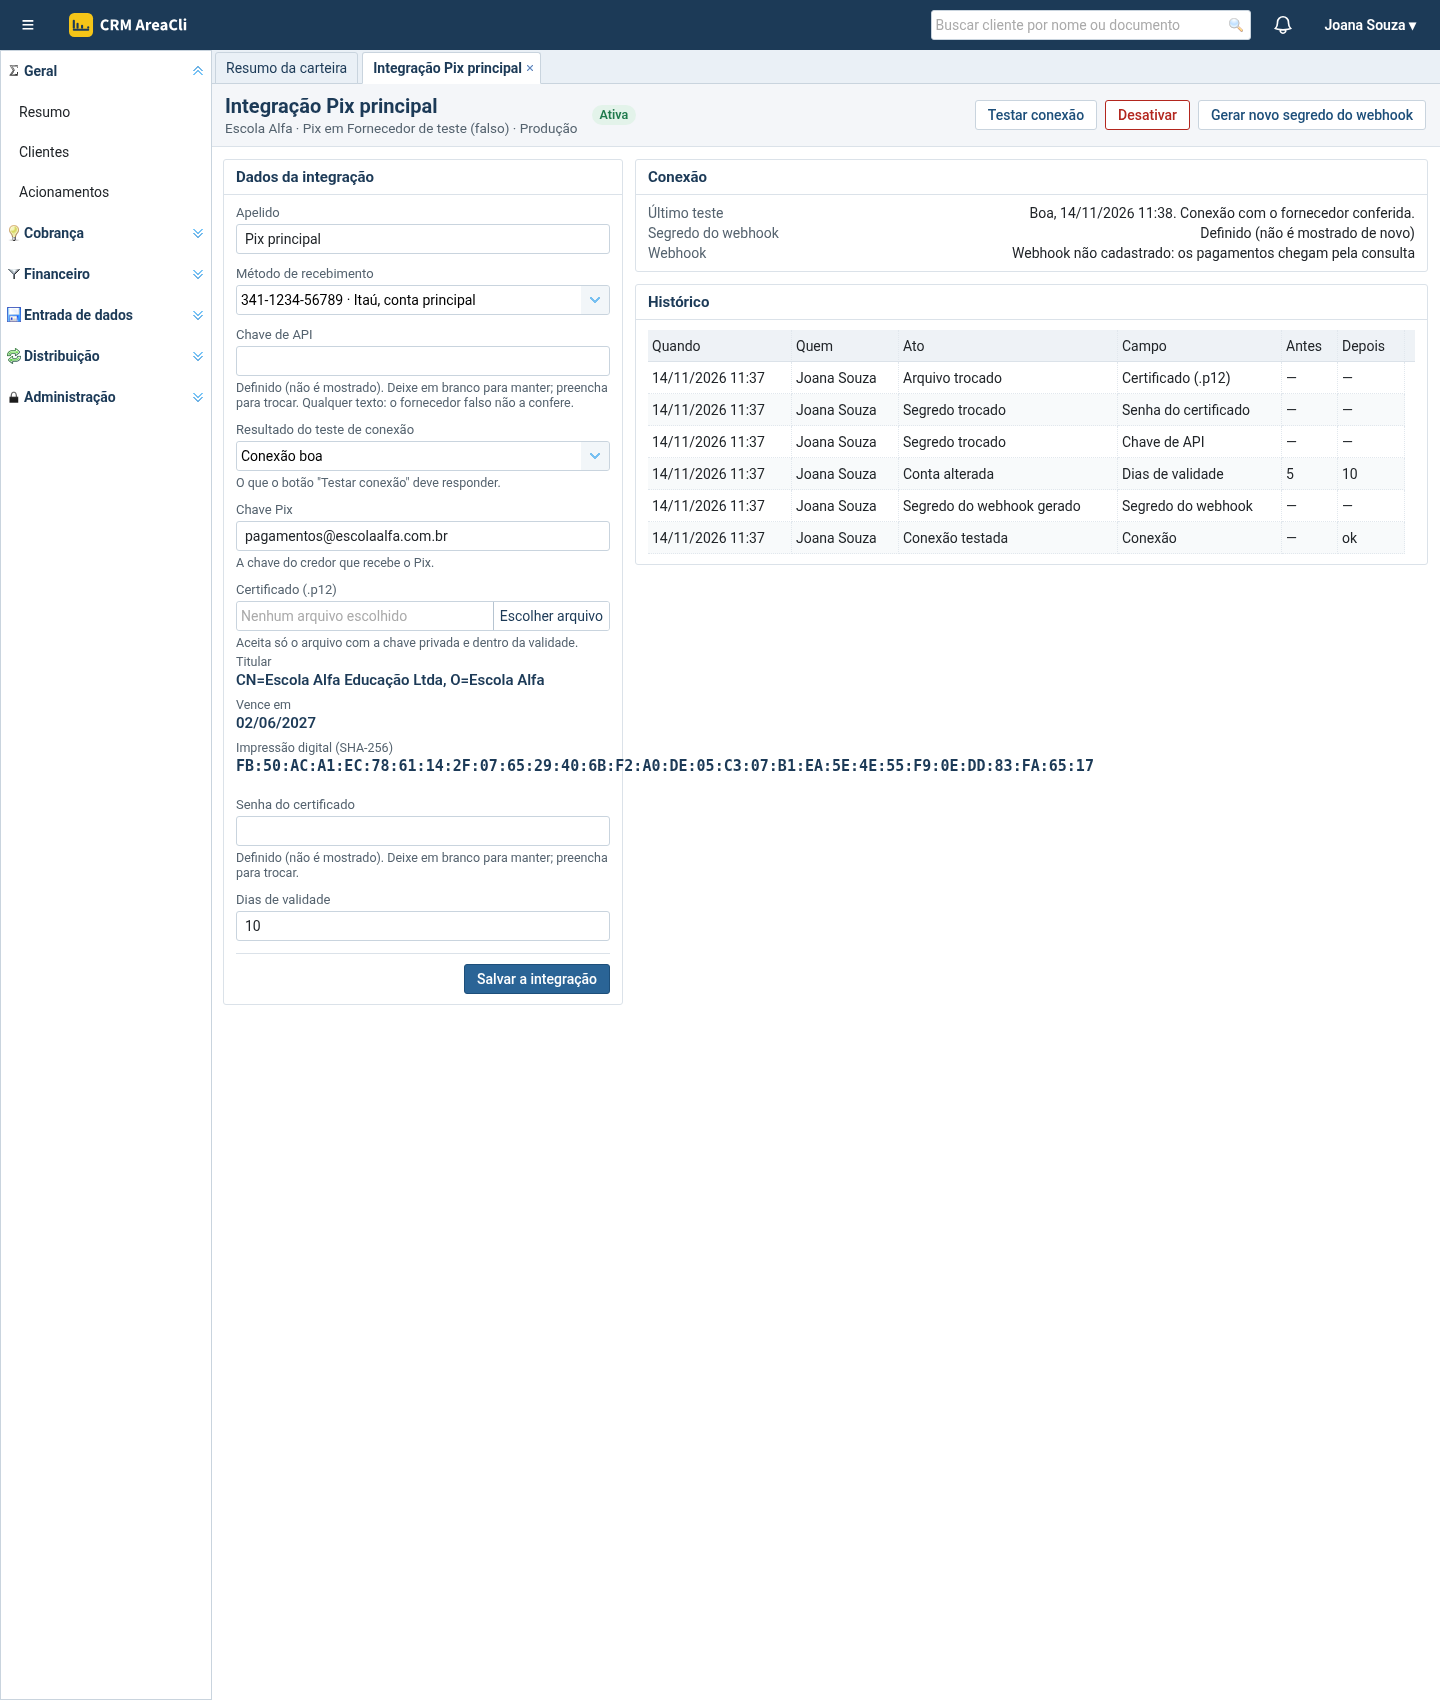 ≡ CRM AreaCli Buscar cliente por nome ou documento Joana Souza ▾
Geral
Resumo
Clientes
Acionamentos
Cobrança
Financeiro
Entrada de dados
Distribuição
Administração
Resumo da carteira Integração Pix principal ×
Integração Pix principal
Escola Alfa · Pix em Fornecedor de teste (falso) · Produção
Ativa
Testar conexão Desativar Gerar novo segredo do webhook
Dados da integração
Apelido
Pix principal
Método de recebimento
341-1234-56789 · Itaú, conta principal
Chave de API
Definido (não é mostrado). Deixe em branco para manter; preencha
para trocar. Qualquer texto: o fornecedor falso não a confere.
Resultado do teste de conexão
Conexão boa
O que o botão "Testar conexão" deve responder.
Chave Pix
pagamentos@escolaalfa.com.br
A chave do credor que recebe o Pix.
Certificado (.p12)
Nenhum arquivo escolhido Escolher arquivo
Aceita só o arquivo com a chave privada e dentro da validade.
Titular
CN=Escola Alfa Educação Ltda, O=Escola Alfa
Vence em
02/06/2027
Impressão digital (SHA-256)
FB:50:AC:A1:EC:78:61:14:2F:07:65:29:40:6B:F2:A0:DE:05:C3:07:B1:EA:5E:4E:55:F9:0E:DD:83:FA:65:17
Senha do certificado
Definido (não é mostrado). Deixe em branco para manter; preencha
para trocar.
Dias de validade
10
Salvar a integração
Conexão
Último teste Boa, 14/11/2026 11:38. Conexão com o fornecedor conferida.
Segredo do webhook Definido (não é mostrado de novo)
Webhook Webhook não cadastrado: os pagamentos chegam pela consulta
Histórico
Quando Quem Ato Campo Antes Depois
14/11/2026 11:37 Joana Souza Arquivo trocado Certificado (.p12) — —
14/11/2026 11:37 Joana Souza Segredo trocado Senha do certificado — —
14/11/2026 11:37 Joana Souza Segredo trocado Chave de API — —
14/11/2026 11:37 Joana Souza Conta alterada Dias de validade 5 10
14/11/2026 11:37 Joana Souza Segredo do webhook gerado Segredo do webhook — —
14/11/2026 11:37 Joana Souza Conexão testada Conexão — ok